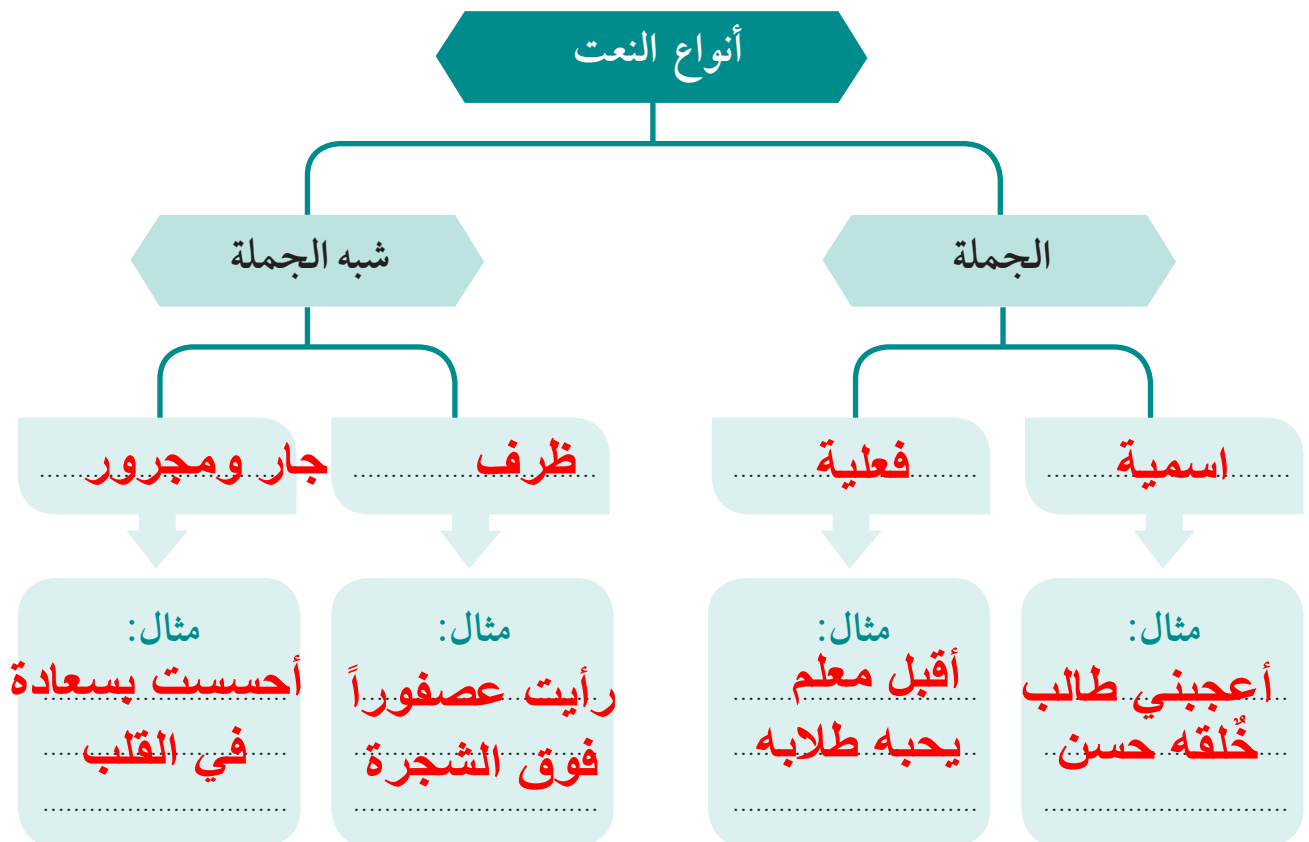 أنواع النعت
الجملة
شبه الجملة
اسمية
فعلية
ظرف
جار ومجرور
مثال:
أعجبني طالب
خُلقه حسن
مثال:
أقبل معلم
يحبه طلابه
مثال:
رأيت عصفوراً
فوق الشجرة
مثال:
أحسست بسعادة
في القلب